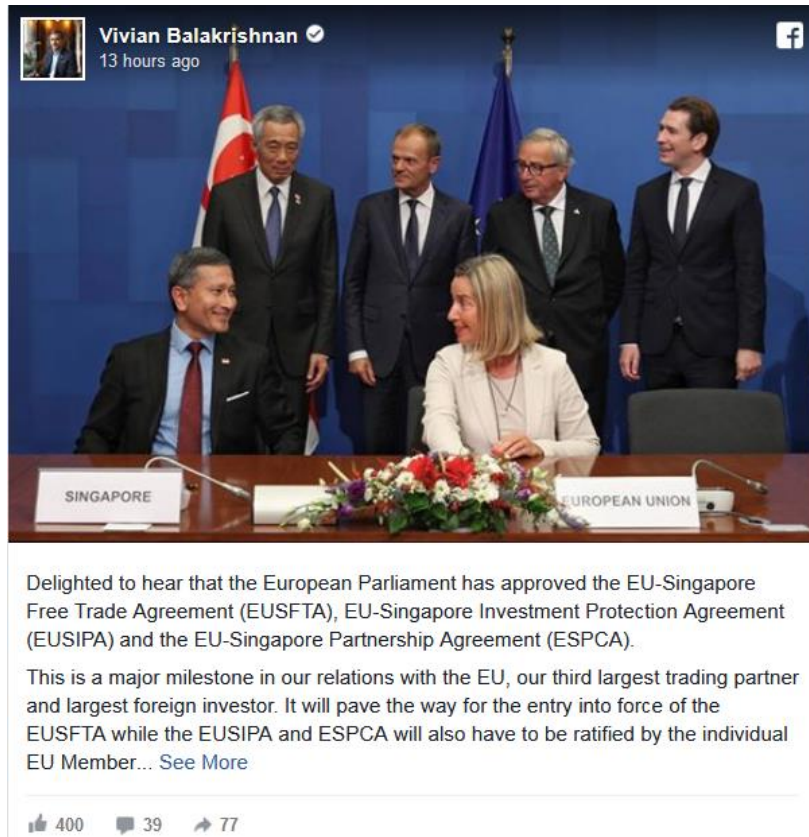 Vivian Balakrishnan
13 hours ago
SINGAPORE
EUROPEAN UNION
Delighted to hear that the European Parliament has approved the EU-Singapore
Free Trade Agreement (EUSFTA), EU-Singapore Investment Protection Agreement
(EUSIPA) and the EU-Singapore Partnership Agreement (ESPCA).
This is a major milestone in our relations with the EU, our third largest trading partner
and largest foreign investor. It will pave the way for the entry into force of the
EUSFTA while the EUSIPA and ESPCA will also have to be ratified by the individual
EU Member... See More
400 39 77